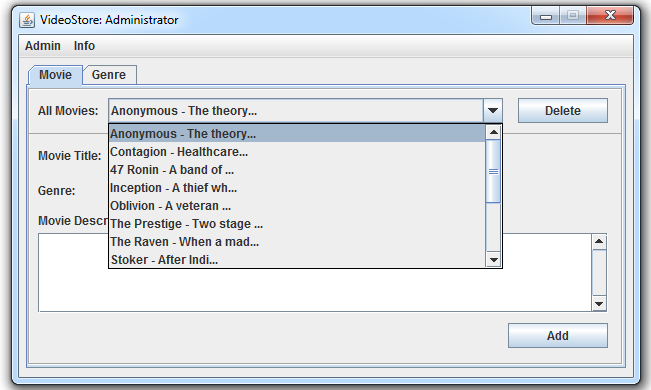 VideoStore: Administrator
Admin Info
Movie Genre
All Movies: Anonymous - The theory... Delete
Anonymous - The theory...
Movie Title: Contagion - Healthcare...
47 Ronin - A band of ...
Genre: Inception - A thief wh...
Oblivion - A veteran ...
Movie Descr The Prestige - Two stage ...
The Raven - When a mad...
Stoker - After Indi...
Add